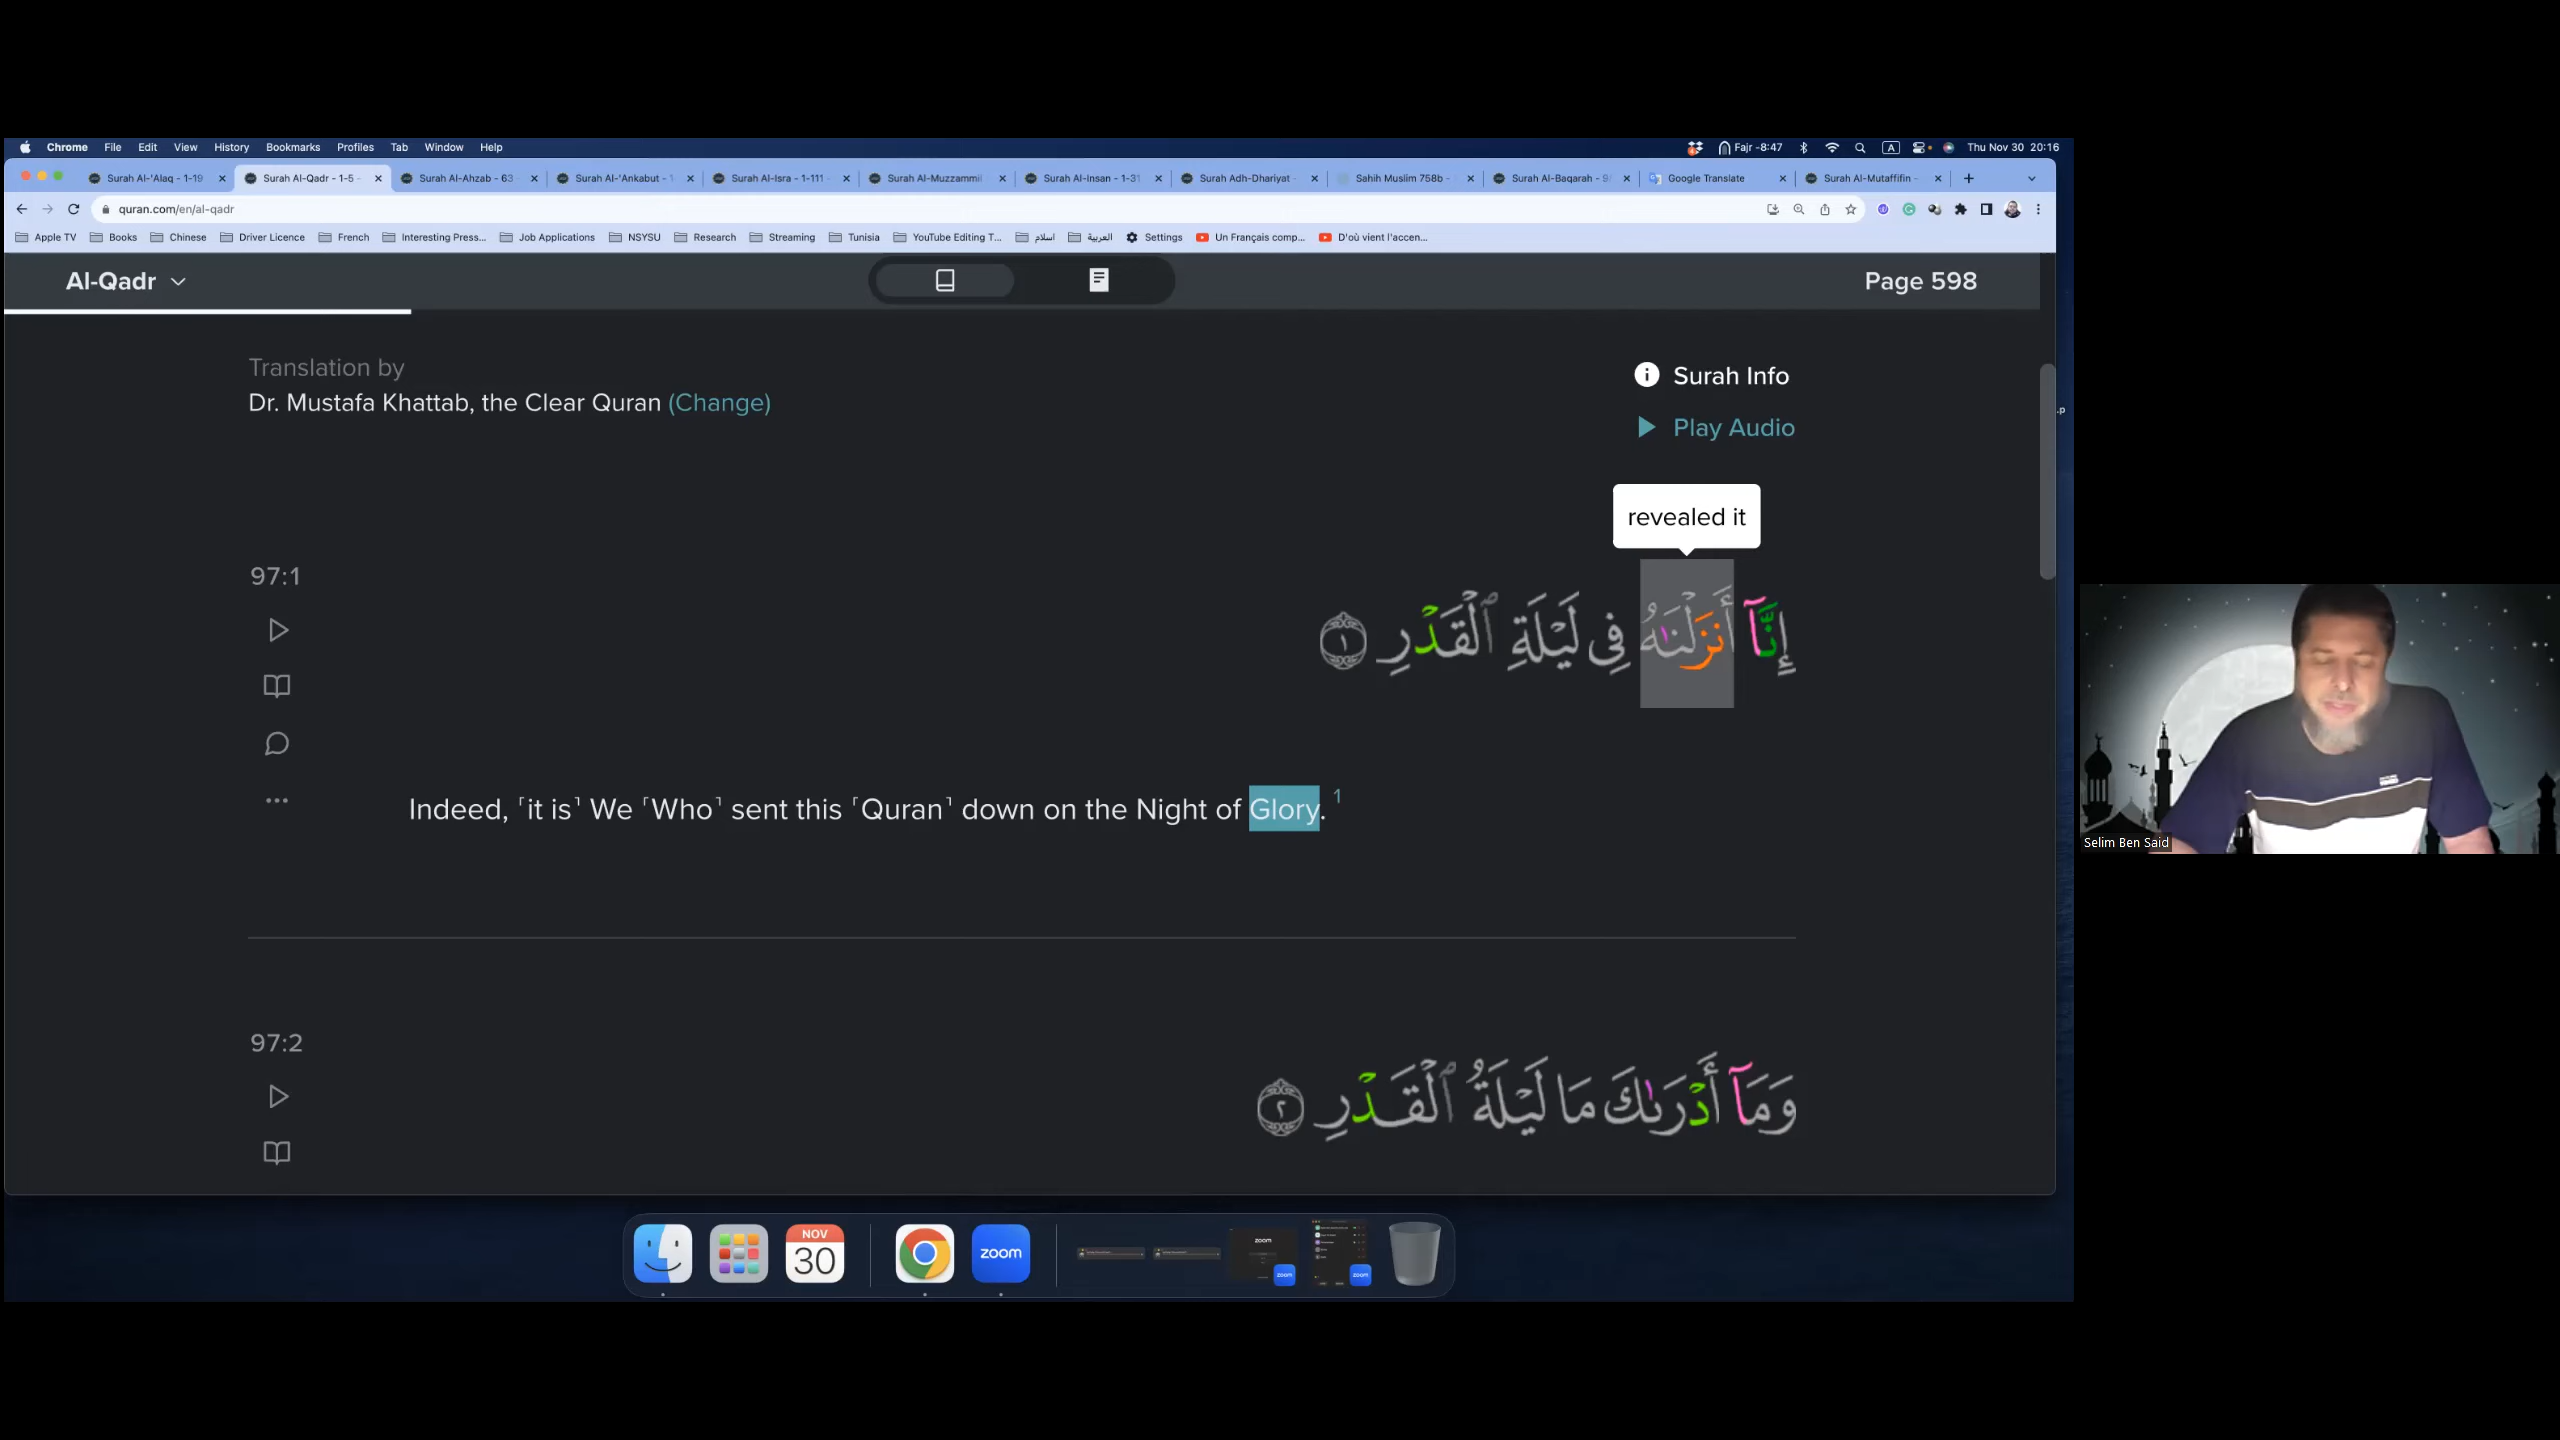 Chrome File Edit View History Bookmarks Profiles Tab Window Help
Fajr -8:47 A Thu Nov 30 20:16
Surah Al-'Alaq - 1-19 Surah Al-Qadr - 1-5 - Surah Al-Ahzab - 63 Surah Al-'Ankabut - 1 Surah Al-Isra - 1-111 - Surah Al-Muzzammil Surah Al-Insan - 1-31 Surah Adh-Dhariyat - Sahih Muslim 758b - Surah Al-Baqarah - 9 Google Translate Surah Al-Mutaffifin -
quran.com/en/al-qadr
Apple TV Books Chinese Driver Licence French Interesting Press... Job Applications NSYSU Research Streaming Tunisia YouTube Editing T... اسلام العربية Settings Un Français comp... D'où vient l'accen...
Al-Qadr
Page 598
Translation by
Dr. Mustafa Khattab, the Clear Quran (Change)
Surah Info
Play Audio
revealed it
97:1
إِنَّآ أَنزَلْنَـٰهُ فِى لَيْلَةِ ٱلْقَدْرِ ١
Indeed, ˹it is˺ We ˹Who˺ sent this ˹Quran˺ down on the Night of Glory. 1
97:2
وَمَآ أَدْرَىٰكَ مَا لَيْلَةُ ٱلْقَدْرِ ٢
Selim Ben Said
NOV
30
zoom
zoom
zoom
zoom